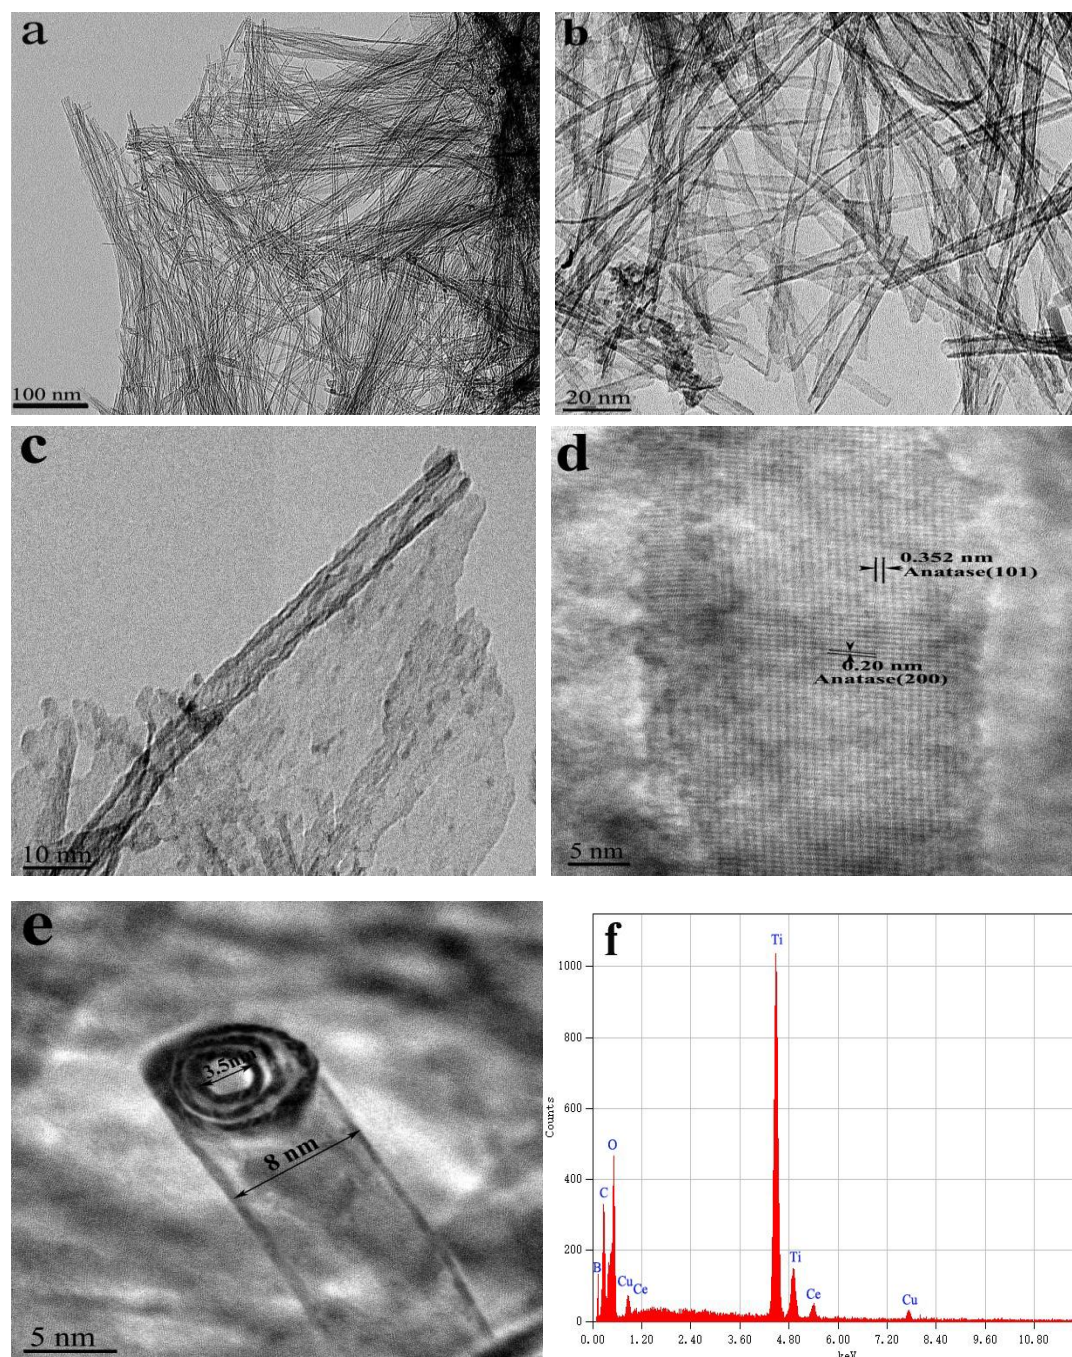 a
100 nm
b
20 nm
c
10 mn
d
0.352 nm
Anatase(101)
0.20 nm
Anatase(200)
5 nm
e
3.5nm
8 nm
5 nm
f
Ti
1000
800
600
O
400
C
200
B
Cu
Ce
Ti
Ce
Cu
0
Counts
0.00 1.20 2.40 3.60 4.80 6.00 7.20 8.40 9.60 10.80
keV